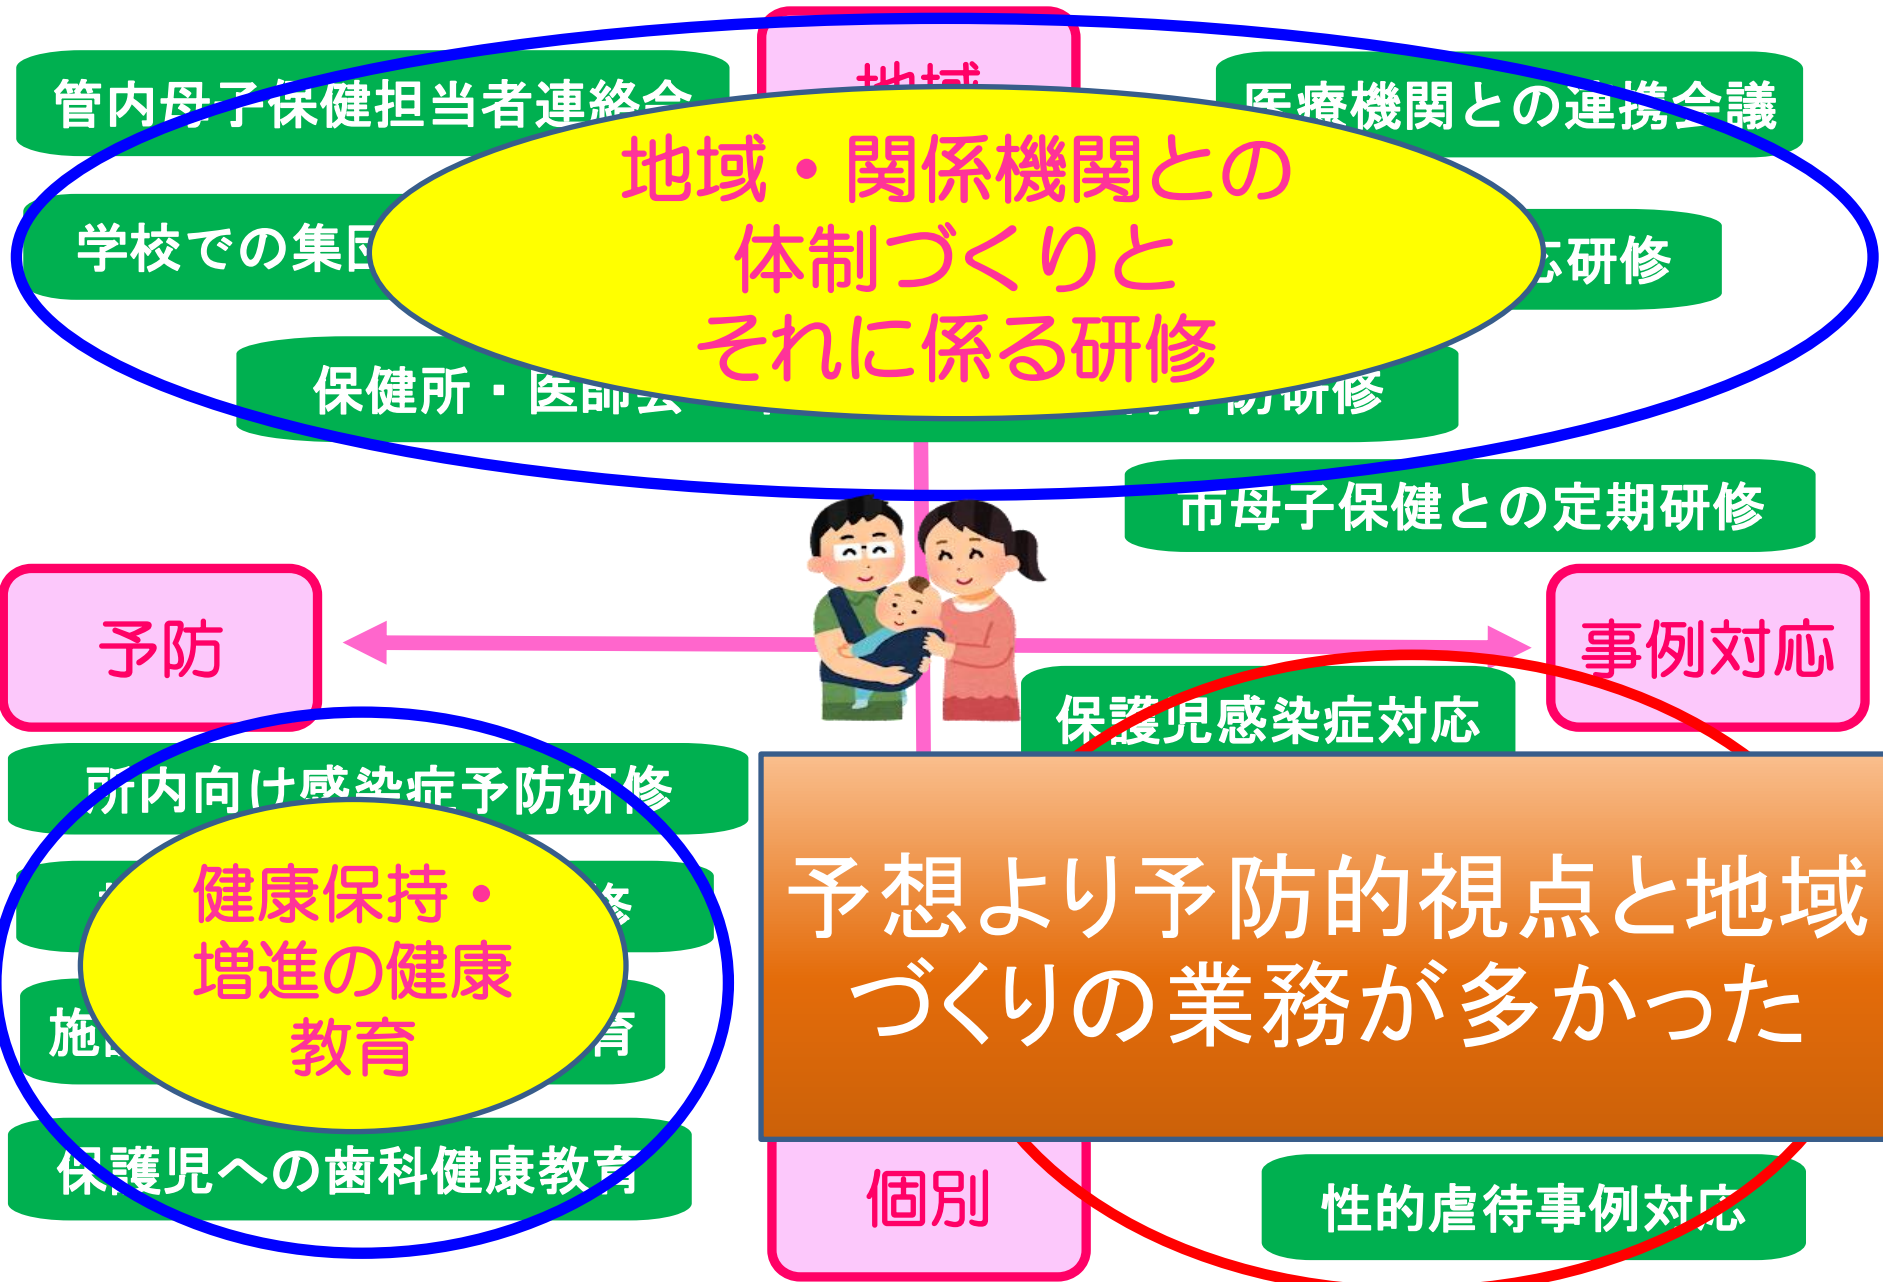 地域
管内母子保健担当者連絡会
医療機関との連携会議
地域・関係機関との
体制づくりと
それに係る研修
学校での集団
応研修
保健所・医師会
予防研修
市母子保健との定期研修
予防
事例対応
保護児感染症対応
所内向け感染症予防研修
修
健康保持・
増進の健康
教育
施
育
予想より予防的視点と地域
づくりの業務が多かった
保護児への歯科健康教育
個別
性的虐待事例対応